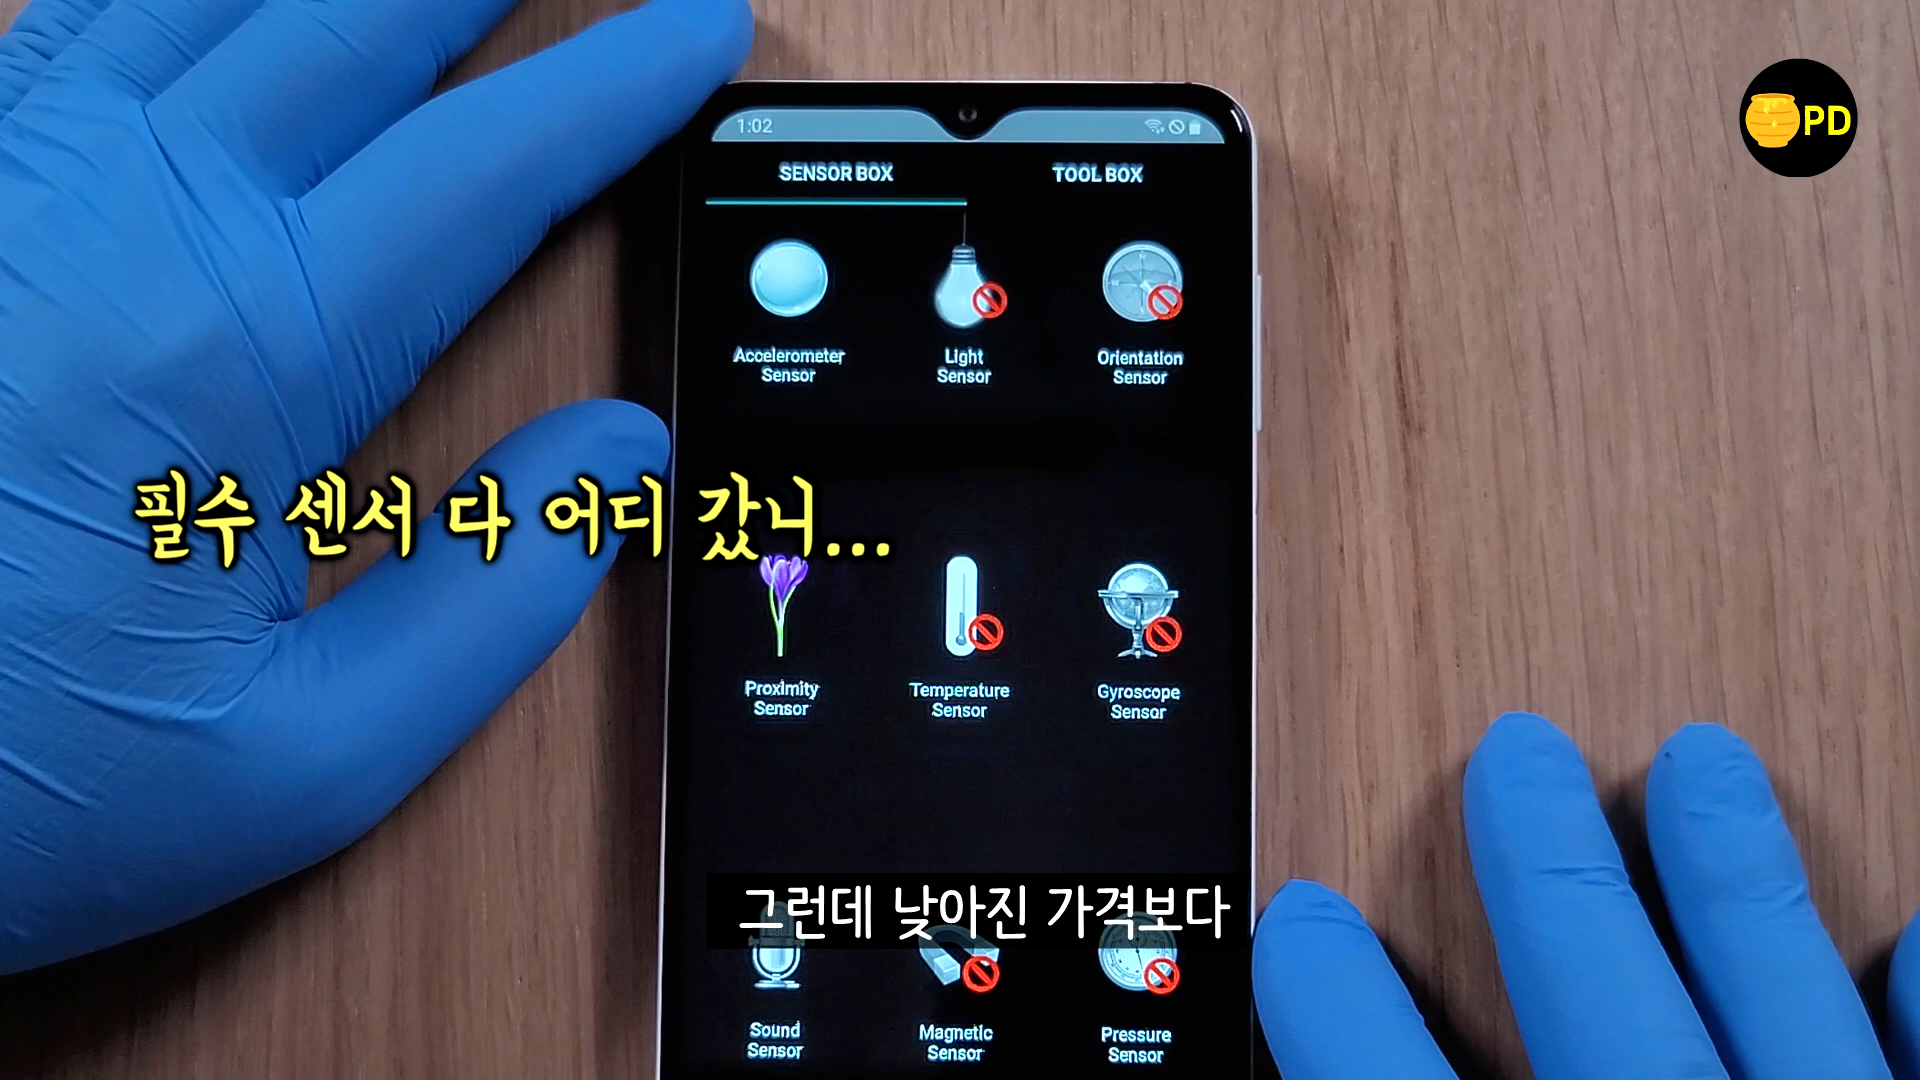 PD
1:02
SENSOR BOX
TOOL BOX
Accelerometer
Sensor
Light
Sensor
Orientation
Sensor
필수 센서 다 어디 갔니...
Proximity
Sensor
Temperature
Sensor
Gyroscope
Sensor
그런데 낮아진 가격보다
Sound
Sensor
Magnetic
Sensor
Pressure
Sensor